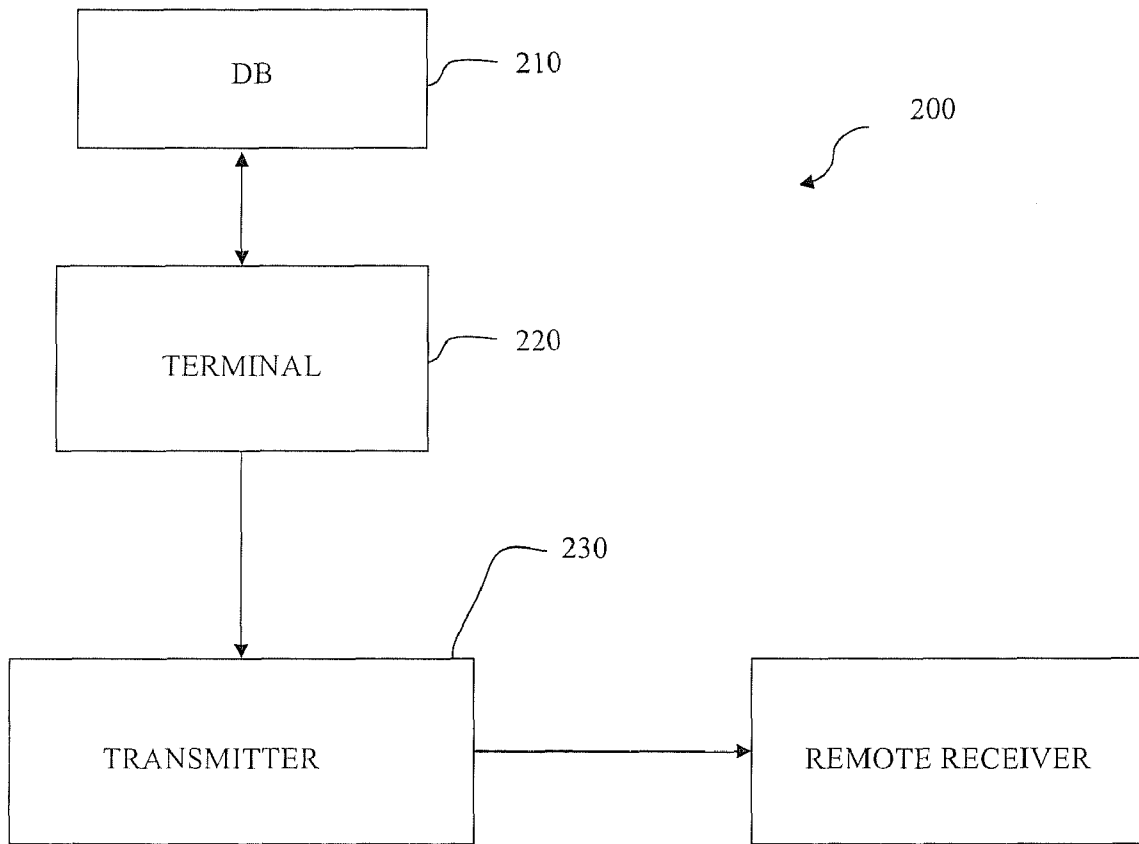 DB
210
200
TERMINAL
220
230
TRANSMITTER
REMOTE RECEIVER